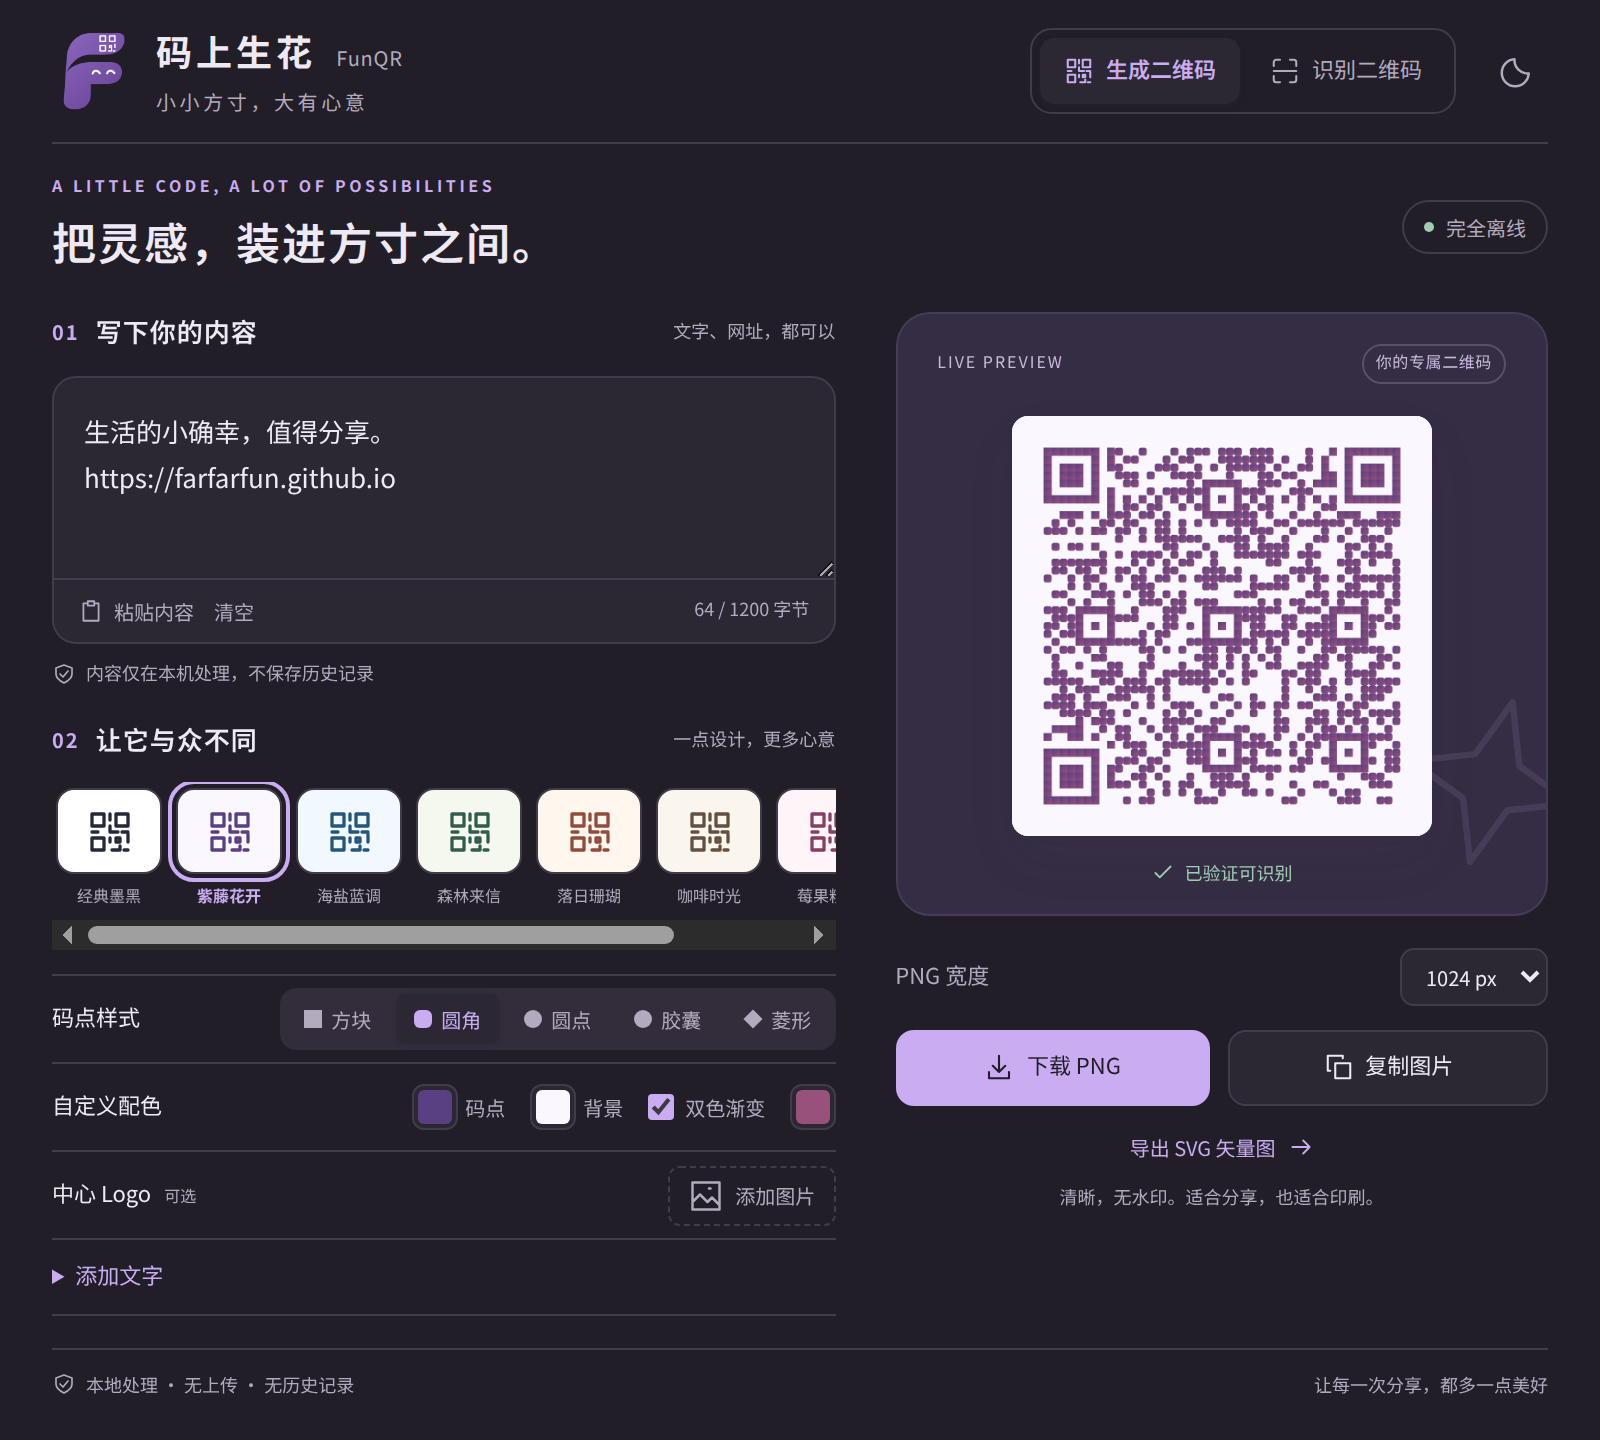 码上生花 FunQR
小小方寸，大有心意
生成二维码
识别二维码
A LITTLE CODE, A LOT OF POSSIBILITIES
把灵感，装进方寸之间。
完全离线
01 写下你的内容
文字、网址，都可以
生活的小确幸，值得分享。
https://farfarfun.github.io
粘贴内容 清空
64 / 1200 字节
内容仅在本机处理，不保存历史记录
02 让它与众不同
一点设计，更多心意
经典墨黑
紫藤花开
海盐蓝调
森林来信
落日珊瑚
咖啡时光
莓果
码点样式
方块
圆角
圆点
胶囊
菱形
自定义配色
码点
背景
双色渐变
中心 Logo 可选
添加图片
添加文字
LIVE PREVIEW
你的专属二维码
已验证可识别
PNG 宽度
1024 px
下载 PNG
复制图片
导出 SVG 矢量图
清晰，无水印。适合分享，也适合印刷。
本地处理 · 无上传 · 无历史记录
让每一次分享，都多一点美好